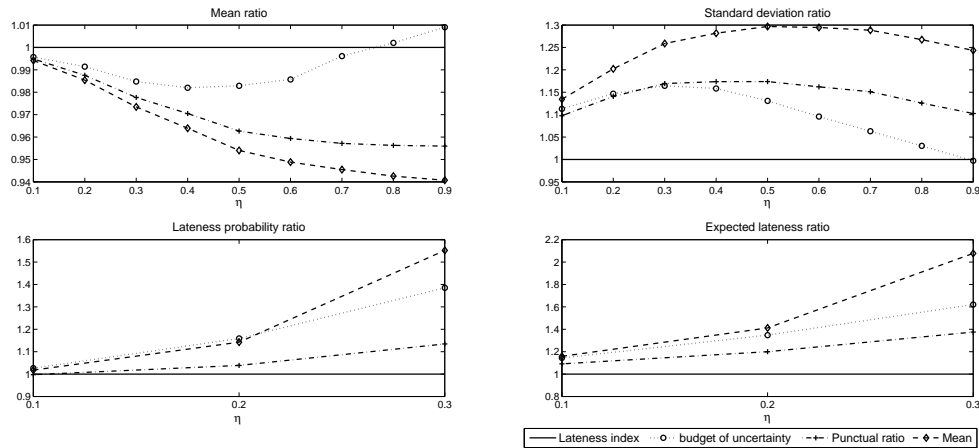 Mean ratio
1.01
1
0.99
0.98
0.97
0.96
0.95
0.94
0.1 0.2 0.3 0.4 0.5 0.6 0.7 0.8 0.9
η
Standard deviation ratio
1.3
1.25
1.2
1.15
1.1
1.05
1
0.95
0.1 0.2 0.3 0.4 0.5 0.6 0.7 0.8 0.9
η
Lateness probability ratio
1.6
1.5
1.4
1.3
1.2
1.1
1
0.9
0.1 0.2 0.3
η
Expected lateness ratio
2.2
2
1.8
1.6
1.4
1.2
1
0.8
0.1 0.2 0.3
η
Lateness index budget of uncertainty Punctual ratio Mean